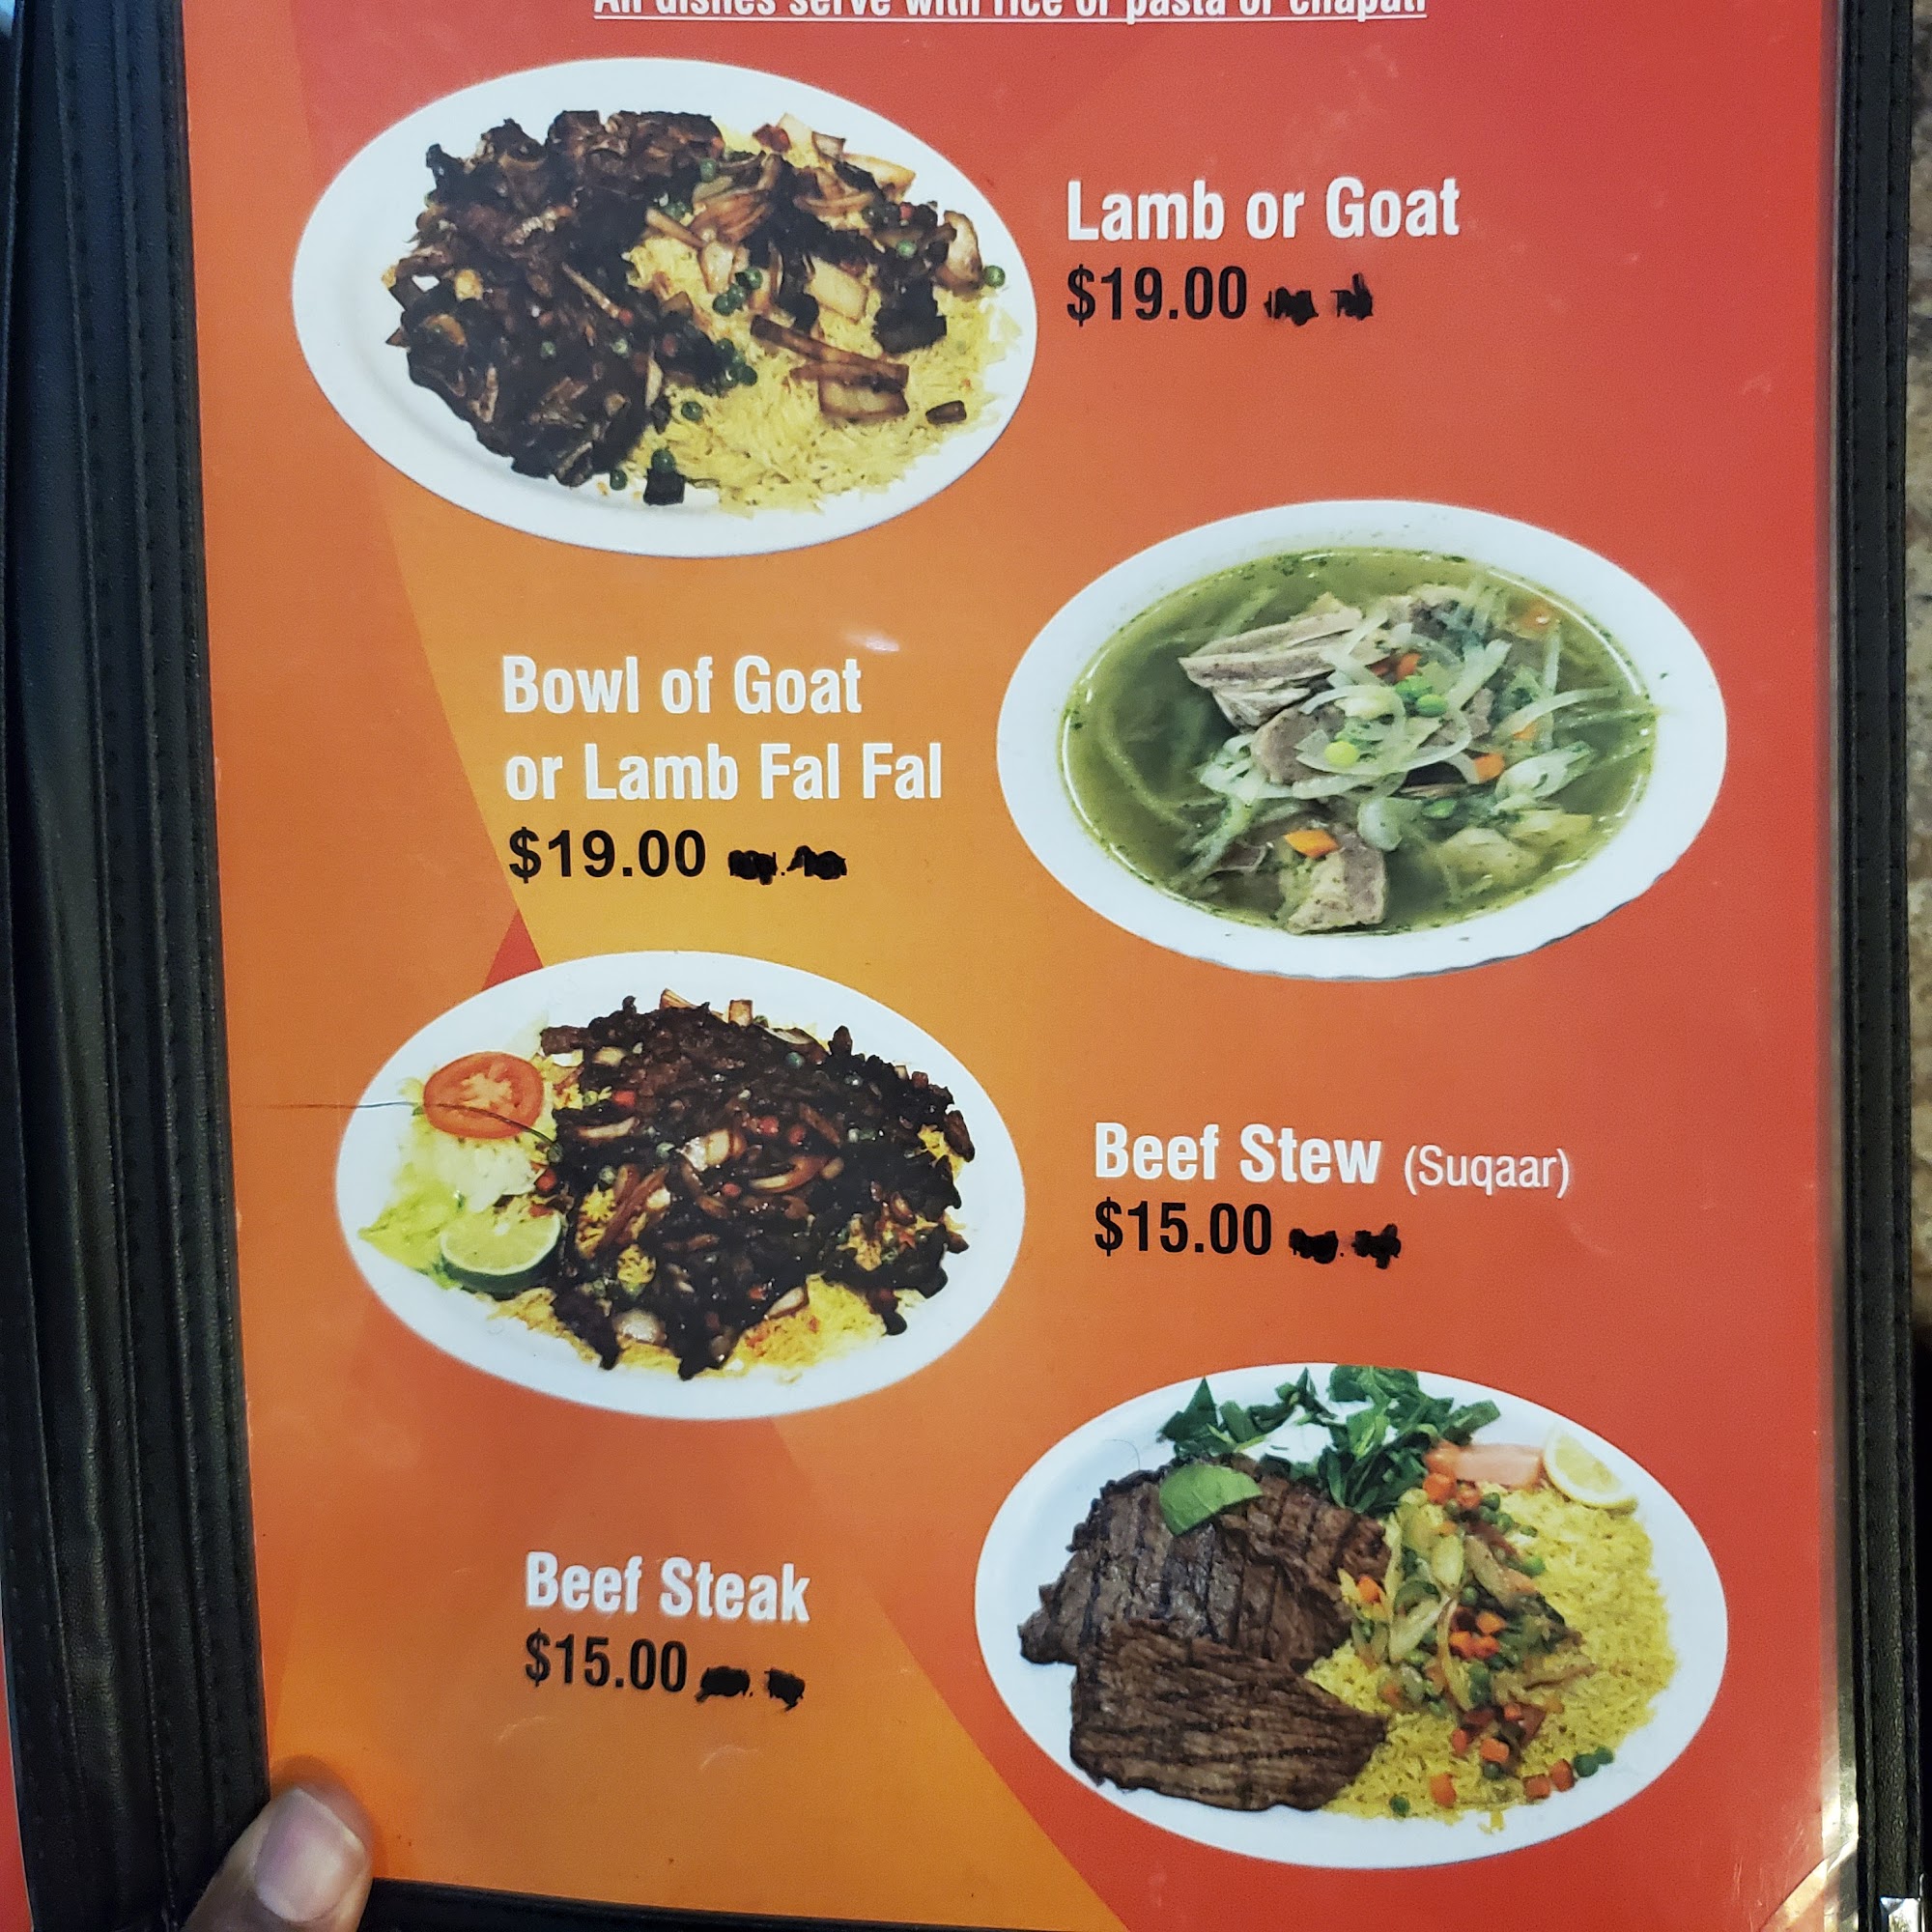 All dishes serve with rice or pasta or chapati
Lamb or Goat
$19.00
Bowl of Goat
or Lamb Fal Fal
$19.00
Beef Stew (Suqaar)
$15.00
Beef Steak
$15.00